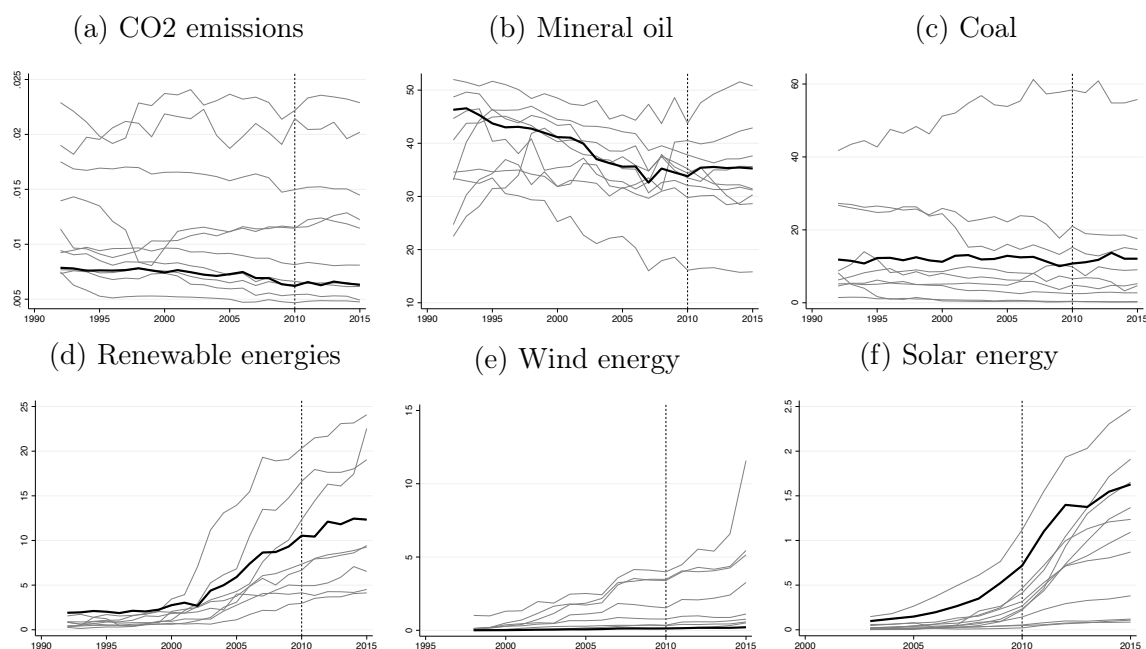 (a) CO2 emissions
(b) Mineral oil
(c) Coal
.025
.02
.015
.01
.005
1990 1995 2000 2005 2010 2015
50
40
30
20
10
1990 1995 2000 2005 2010 2015
60
40
20
0
1990 1995 2000 2005 2010 2015
(d) Renewable energies
(e) Wind energy
(f) Solar energy
25
20
15
10
5
0
1990 1995 2000 2005 2010 2015
15
10
5
0
1995 2000 2005 2010 2015
2.5
2
1.5
1
.5
0
2000 2005 2010 2015